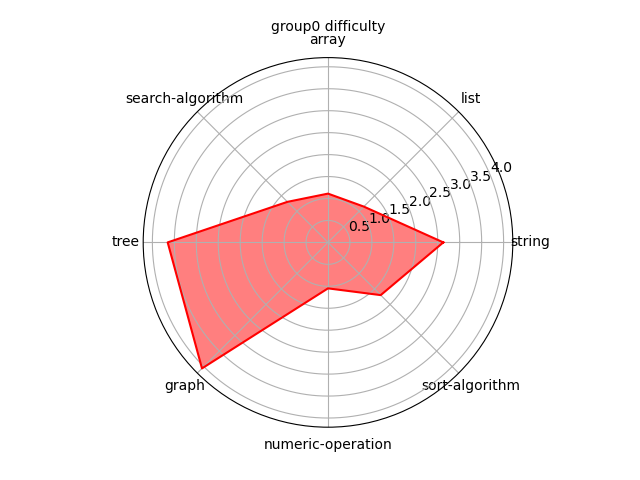 group0 difficulty
array
search-algorithm
list
4.0
3.5
3.0
2.5
2.0
1.5
1.0
0.5
tree
string
graph
sort-algorithm
numeric-operation